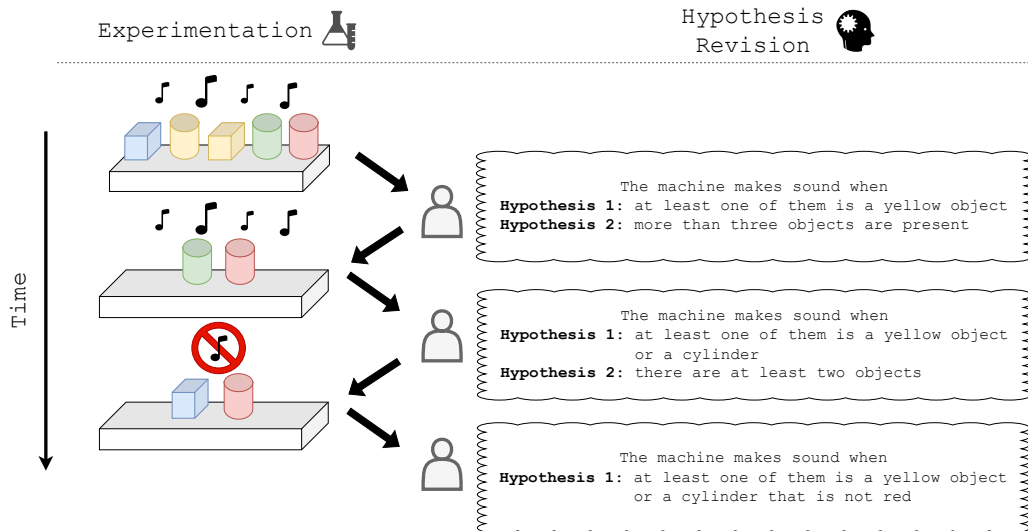 Experimentation
Hypothesis
Revision
Time
The machine makes sound when
Hypothesis 1: at least one of them is a yellow object
Hypothesis 2: more than three objects are present
The machine makes sound when
Hypothesis 1: at least one of them is a yellow object
or a cylinder
Hypothesis 2: there are at least two objects
The machine makes sound when
Hypothesis 1: at least one of them is a yellow object
or a cylinder that is not red